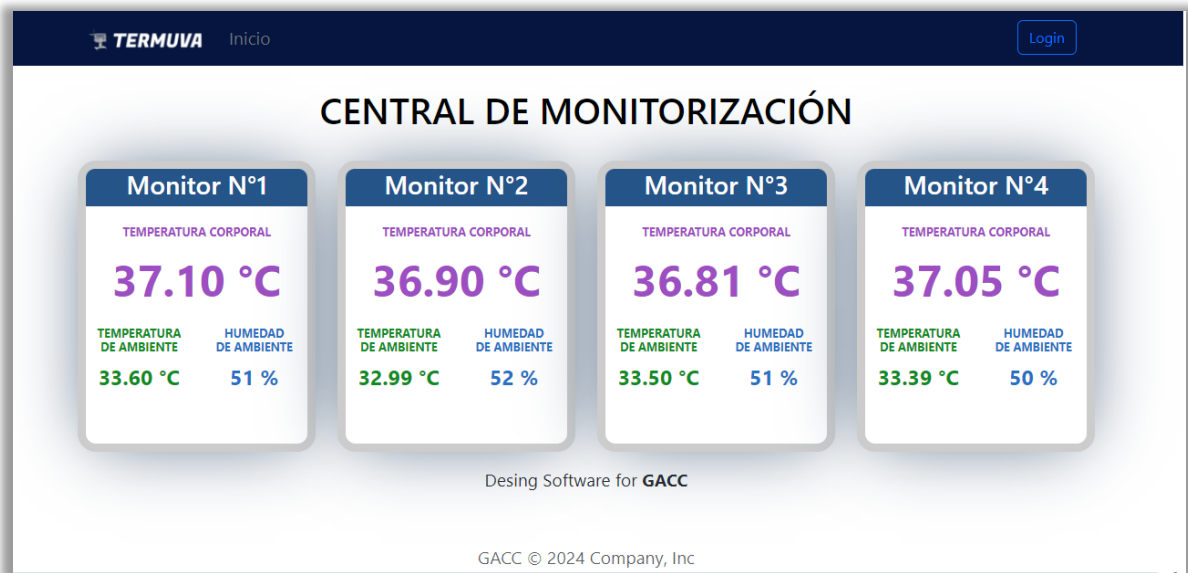 TERMUVA Inicio Login
CENTRAL DE MONITORIZACIÓN
Monitor N°1
TEMPERATURA CORPORAL
37.10 °C
TEMPERATURA
DE AMBIENTE
33.60 °C
HUMEDAD
DE AMBIENTE
51 %
Monitor N°2
TEMPERATURA CORPORAL
36.90 °C
TEMPERATURA
DE AMBIENTE
32.99 °C
HUMEDAD
DE AMBIENTE
52 %
Monitor N°3
TEMPERATURA CORPORAL
36.81 °C
TEMPERATURA
DE AMBIENTE
33.50 °C
HUMEDAD
DE AMBIENTE
51 %
Monitor N°4
TEMPERATURA CORPORAL
37.05 °C
TEMPERATURA
DE AMBIENTE
33.39 °C
HUMEDAD
DE AMBIENTE
50 %
Desing Software for GACC
GACC © 2024 Company, Inc